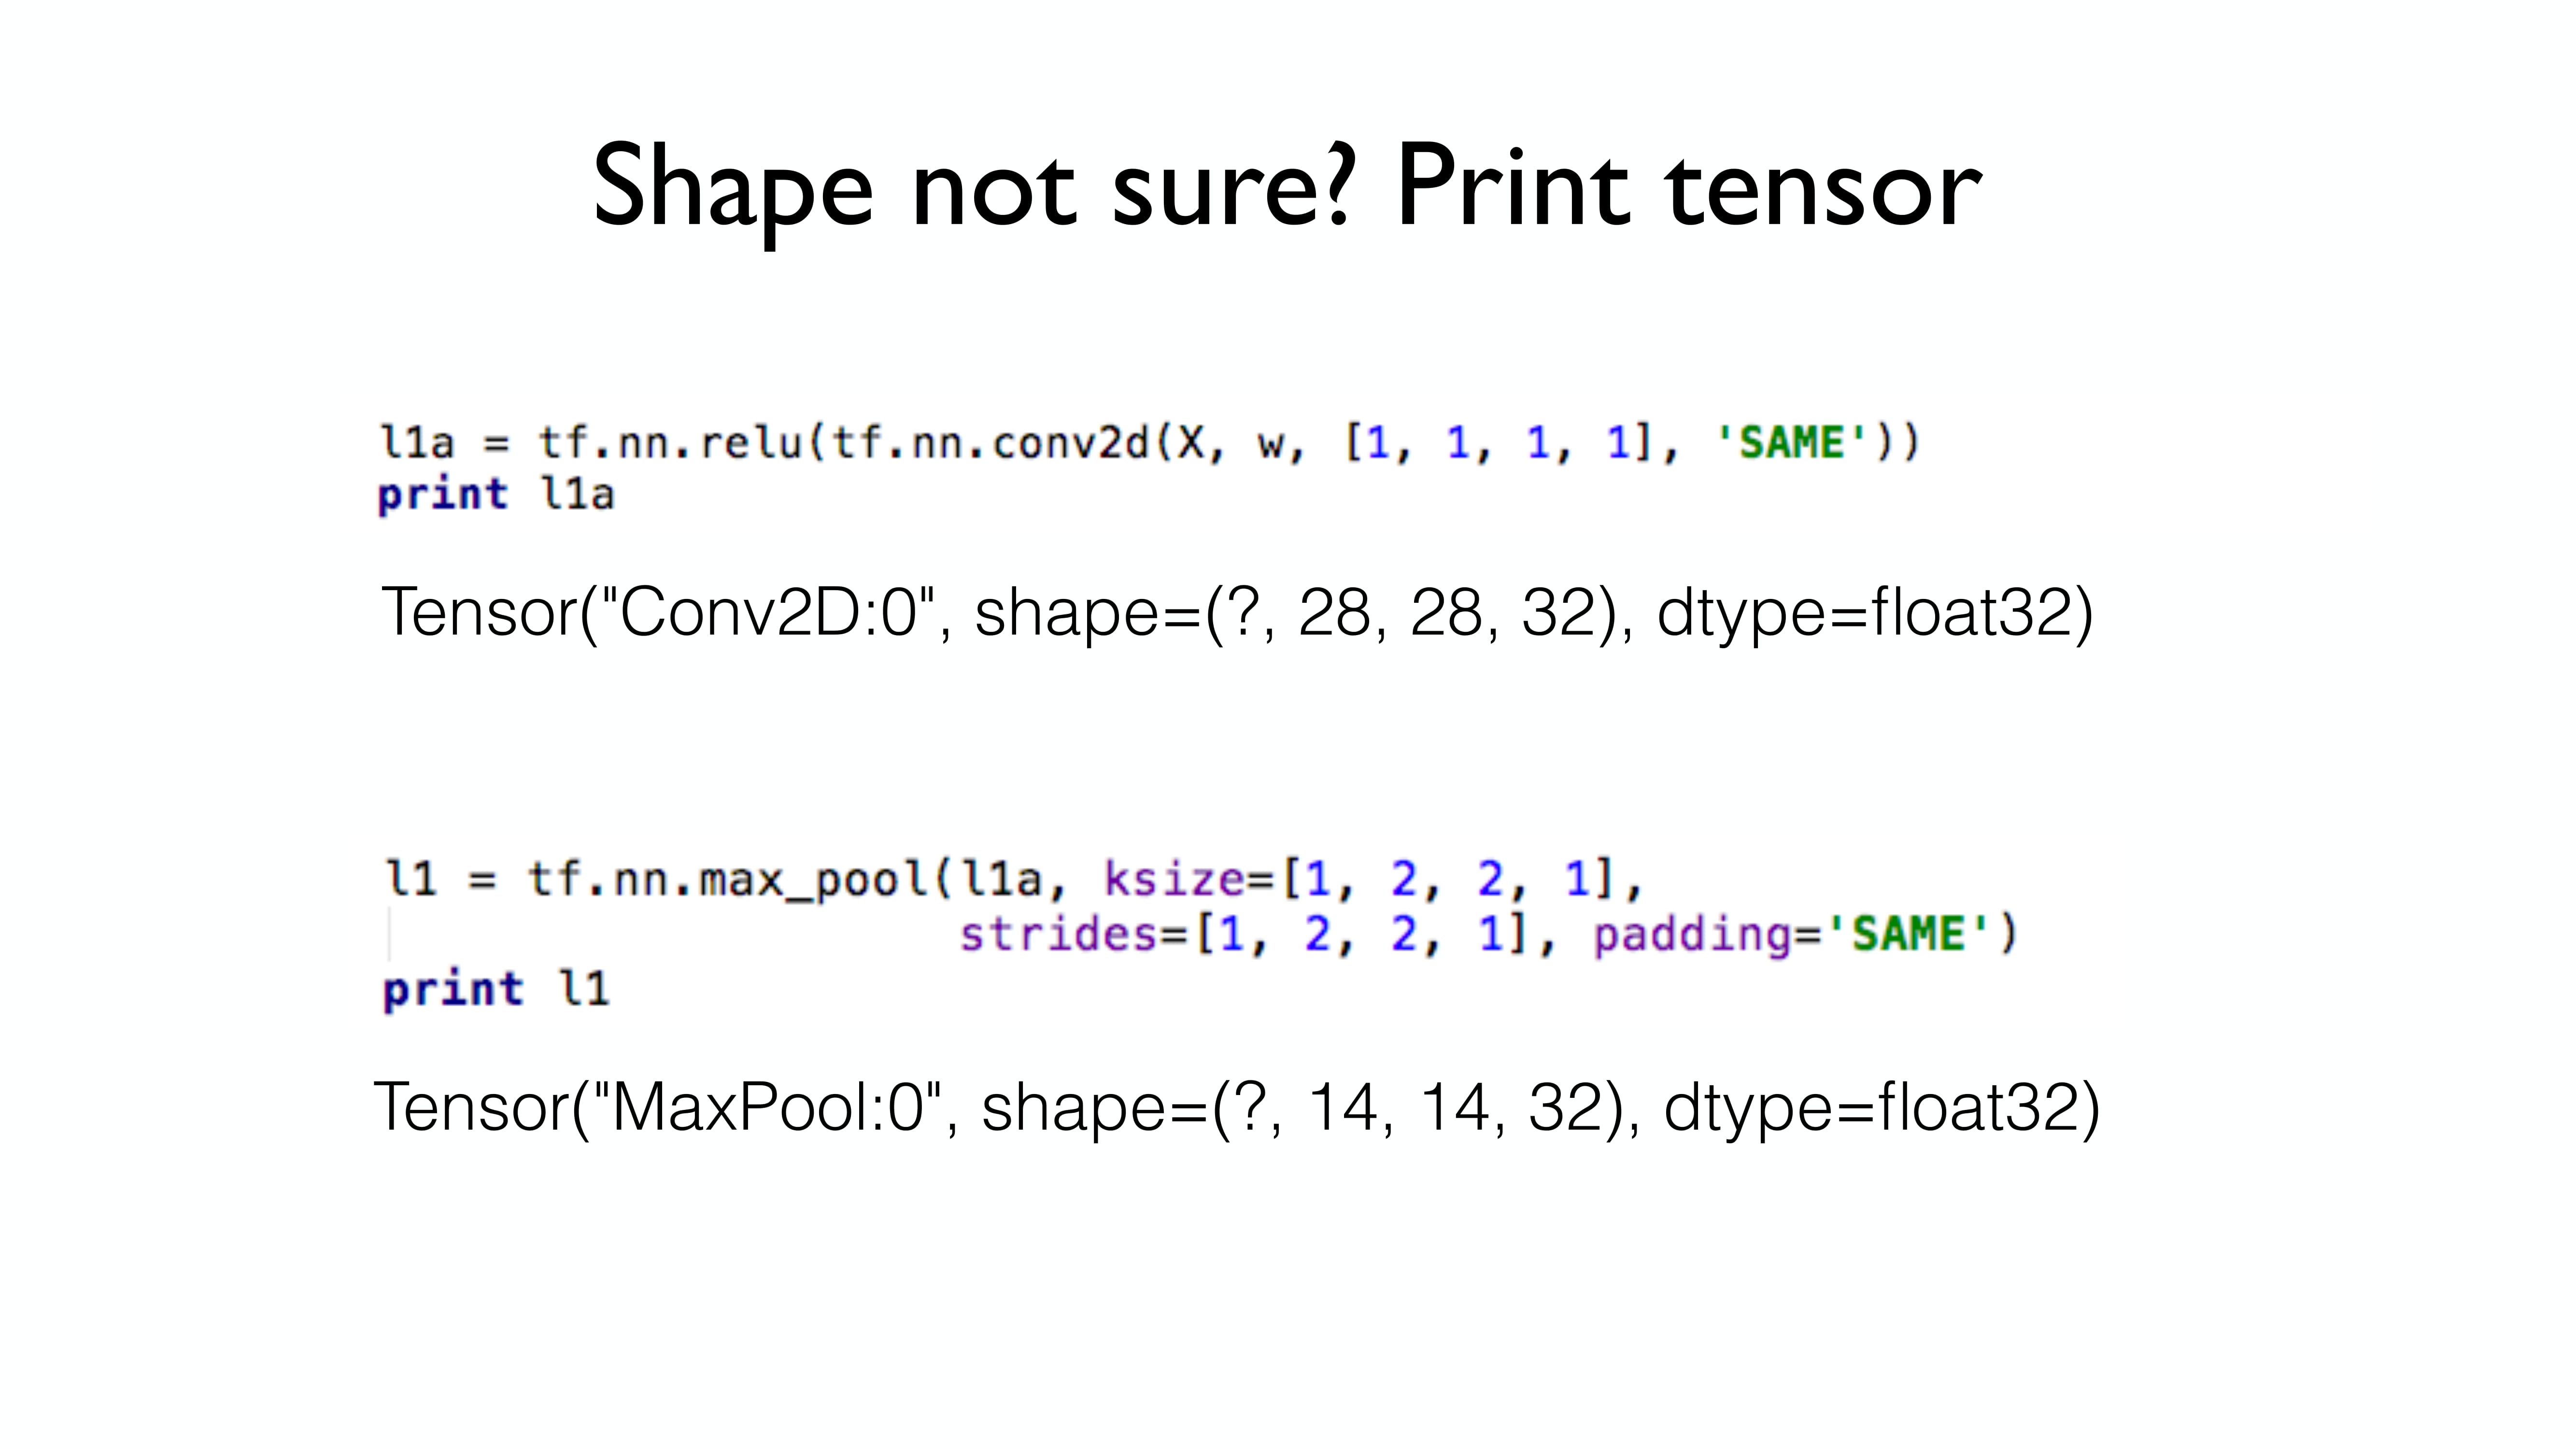 Shape not sure? Print tensor
l1a = tf.nn.relu(tf.nn.conv2d(X, w, [1, 1, 1, 1], 'SAME'))
print l1a
Tensor("Conv2D:0", shape=(?, 28, 28, 32), dtype=float32)
l1 = tf.nn.max_pool(l1a, ksize=[1, 2, 2, 1],
strides=[1, 2, 2, 1], padding='SAME')
print l1
Tensor("MaxPool:0", shape=(?, 14, 14, 32), dtype=float32)